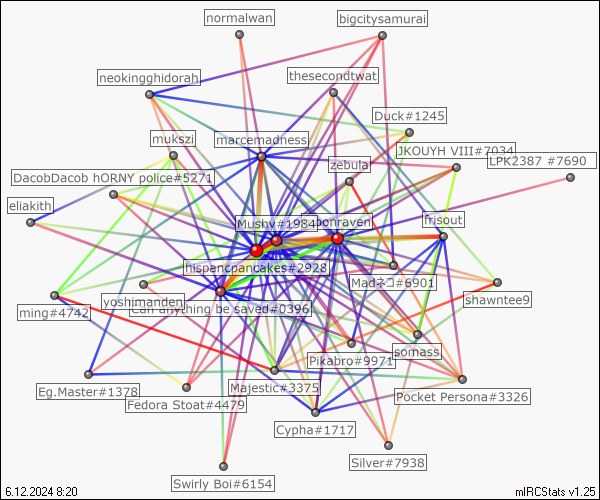 normalwan
bigcitysamurai
neokingghidorah
thesecondtwat
Duck#1245
mukszi
marcemadness
JKOUYH VIII#7034
LPK2387 #7690
zebula
DacobDacob hORNY police#5271
eliakith
Mushy#1984
bonraven
frisout
hispancpancakes#2928
Madネコ#6901
shawntee9
yoshimanden
Can anything be saved#0396
ming#4742
somass
Pikabro#9971
Eg.Master#1378
Majestic#3375
Pocket Persona#3326
Fedora Stoat#4479
Cypha#1717
Silver#7938
Swirly Boi#6154
6.12.2024 8:20
mIRCStats v1.25